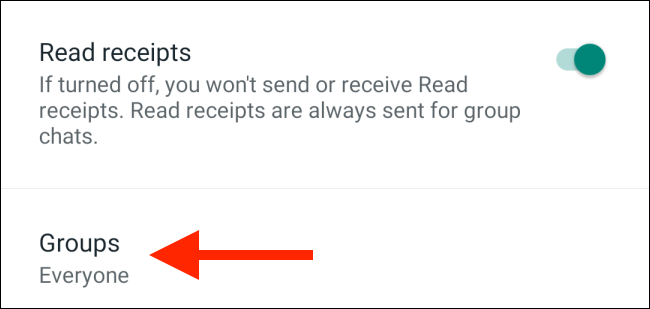 Read receipts
If turned off, you won't send or receive Read
receipts. Read receipts are always sent for group
chats.
Groups
Everyone